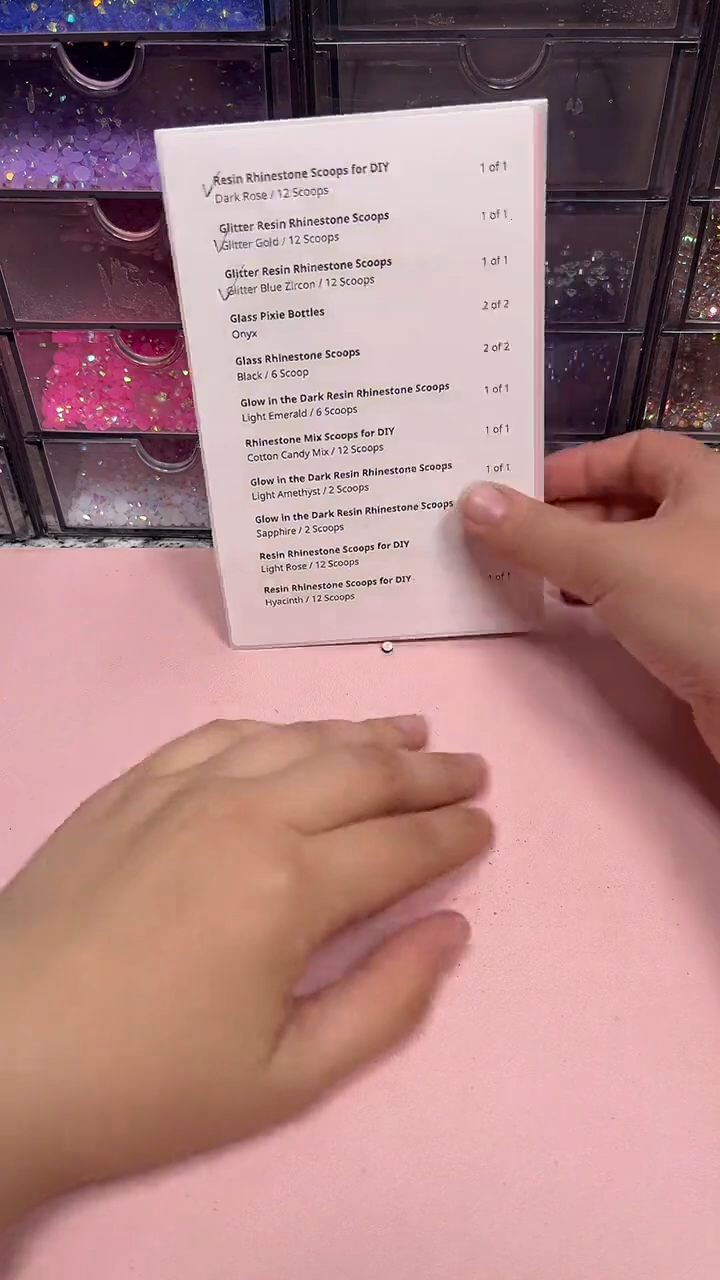 Resin Rhinestone Scoops for DIY 1 of 1
Dark Rose / 12 Scoops
Glitter Resin Rhinestone Scoops 1 of 1
Glitter Gold / 12 Scoops
Glitter Resin Rhinestone Scoops 1 of 1
Glitter Blue Zircon / 12 Scoops
Glass Pixie Bottles 2 of 2
Onyx
Glass Rhinestone Scoops 2 of 2
Black / 6 Scoop
Glow in the Dark Resin Rhinestone Scoops 1 of 1
Light Emerald / 6 Scoops
Rhinestone Mix Scoops for DIY 1 of 1
Cotton Candy Mix / 12 Scoops
Glow in the Dark Resin Rhinestone Scoops 1 of 1
Light Amethyst / 2 Scoops
Glow in the Dark Resin Rhinestone Scoops
Sapphire / 2 Scoops
Resin Rhinestone Scoops for DIY
Light Rose / 12 Scoops
Resin Rhinestone Scoops for DIY 1 of 1
Hyacinth / 12 Scoops